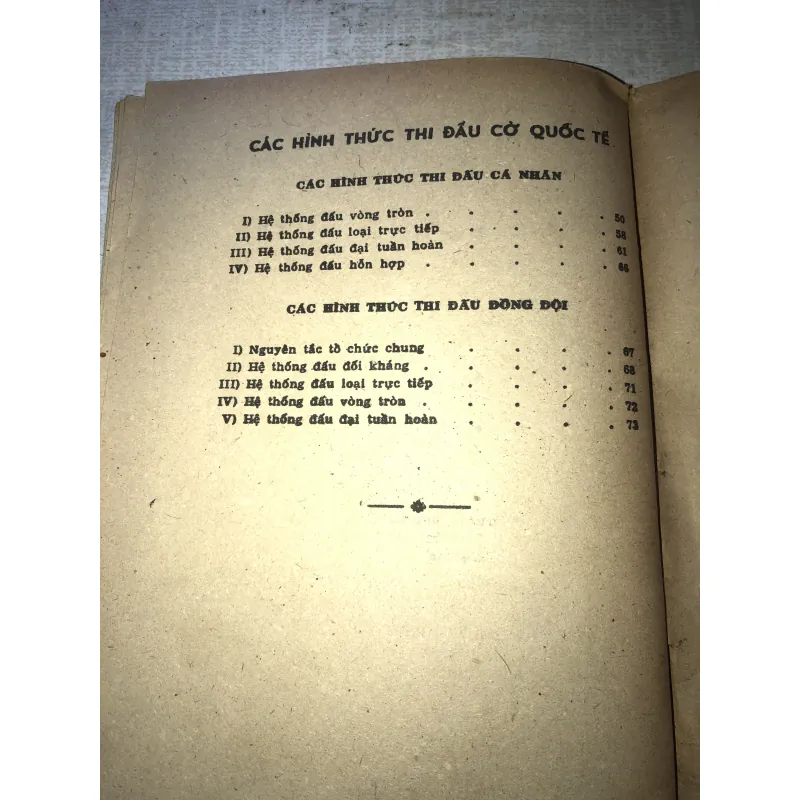 CÁC HÌNH THỨC THI ĐẤU CỜ QUỐC TẾ
CÁC HÌNH THỨC THI ĐẤU CÁ NHÂN
I) Hệ thống đấu vòng tròn . . . . . 50
II) Hệ thống đấu loại trực tiếp . . . . 58
III) Hệ thống đấu đại tuần hoàn . . . . 61
IV) Hệ thống đấu hỗn hợp . . . . . 66
CÁC HÌNH THỨC THI ĐẤU ĐỒNG ĐỘI
I) Nguyên tắc tổ chức chung . . . . 67
II) Hệ thống đấu đối kháng . . . . . 68
III) Hệ thống đấu loại trực tiếp . . . . 71
IV) Hệ thống đấu vòng tròn . . . . . 72
V) Hệ thống đấu đại tuần hoàn . . . . 73